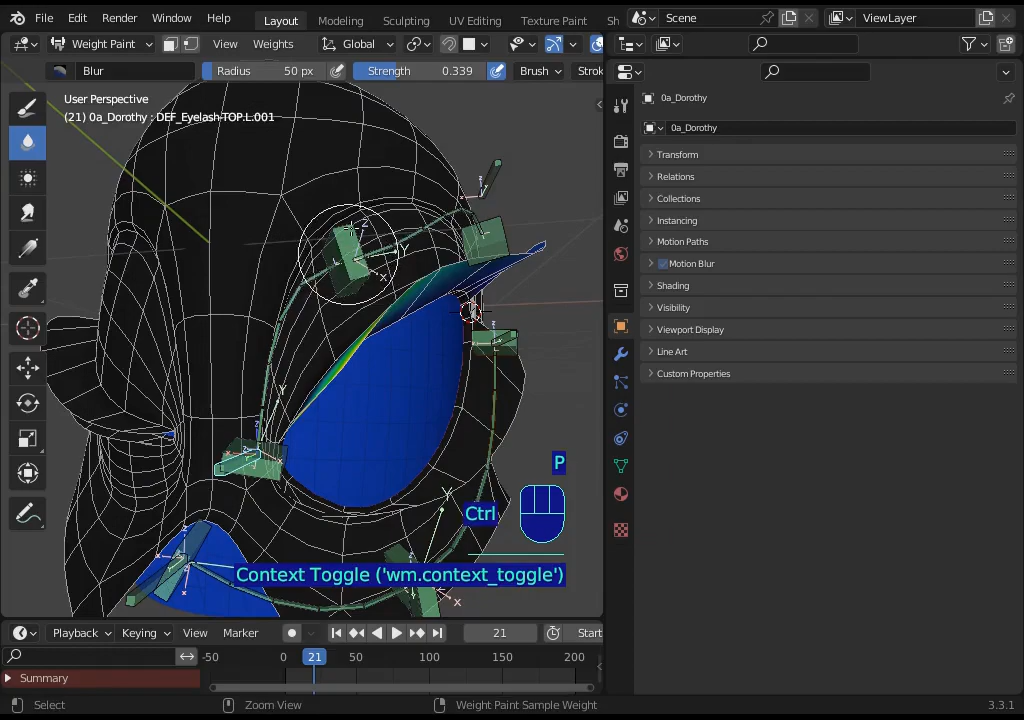 File Edit Render Window Help Layout Modeling Sculpting UV Editing Texture Paint Sh Scene ViewLayer
Weight Paint View Weights Global
Blur Radius 50 px Strength 0.339 Brush Strok
User Perspective
(21) 0a_Dorothy : DEF_Eyelash-TOP.L.001
0a_Dorothy
0a_Dorothy
Transform
Relations
Collections
Instancing
Motion Paths
Motion Blur
Shading
Visibility
Viewport Display
Line Art
Custom Properties
Z
Y
X
Y
P
Y
Ctrl
Context Toggle ('wm.context_toggle')
X
Playback Keying View Marker 21 Start
-50 0 21 50 100 150 200
Summary
Select Zoom View Weight Paint Sample Weight 3.3.1